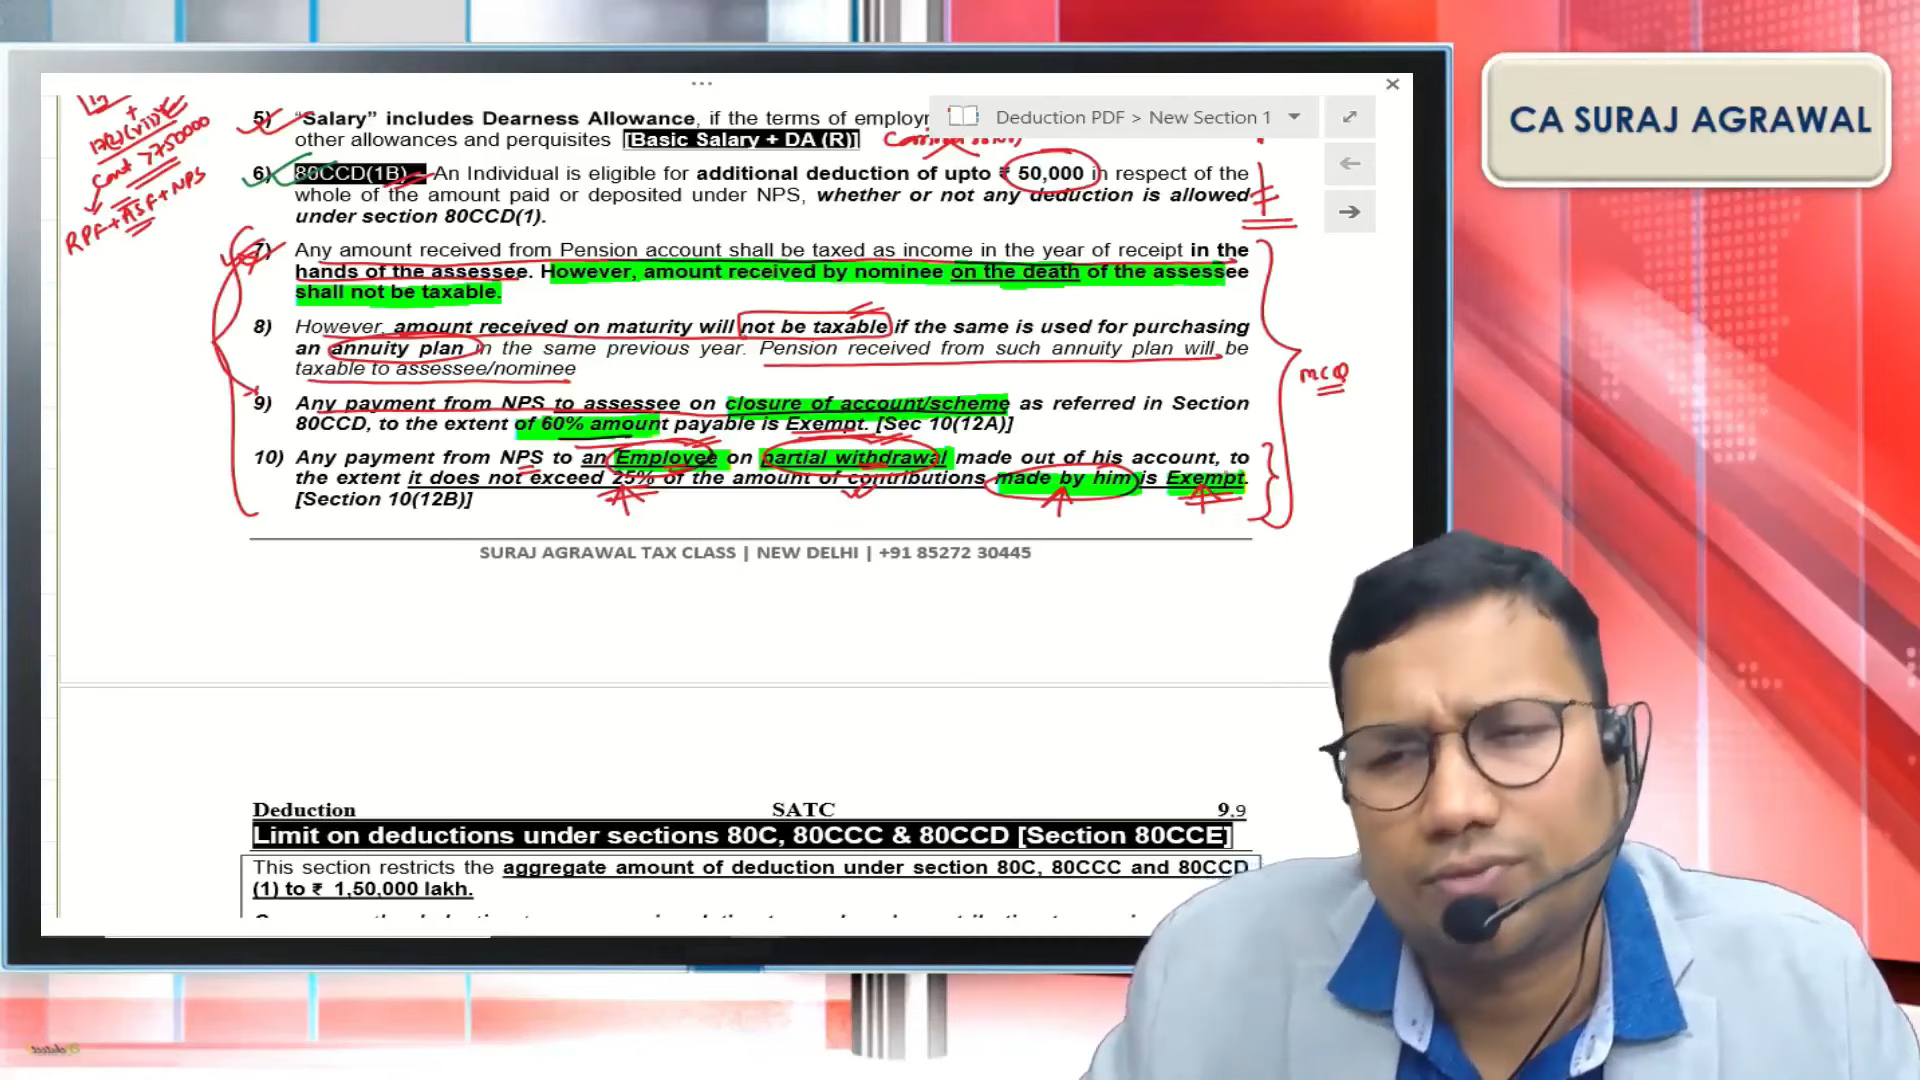 CA SURAJ AGRAWAL
Deduction PDF > New Section 1
5) "Salary" includes Dearness Allowance, if the terms of employ
other allowances and perquisites [Basic Salary + DA (R)]
6) 80CCD(1B) - An Individual is eligible for additional deduction of upto ₹ 50,000 in respect of the
whole of the amount paid or deposited under NPS, whether or not any deduction is allowed
under section 80CCD(1).
7) Any amount received from Pension account shall be taxed as income in the year of receipt in the
hands of the assessee. However, amount received by nominee on the death of the assessee
shall not be taxable.
8) However, amount received on maturity will not be taxable if the same is used for purchasing
an annuity plan in the same previous year. Pension received from such annuity plan will be
taxable to assessee/nominee
9) Any payment from NPS to assessee on closure of account/scheme as referred in Section
80CCD, to the extent of 60% amount payable is Exempt. [Sec 10(12A)]
10) Any payment from NPS to an Employee on partial withdrawal made out of his account, to
the extent it does not exceed 25% of the amount of contributions made by him is Exempt.
[Section 10(12B)]
+
17(2)(vii)
Cont >750000
RPF+ASF+NPS
MCQ
SURAJ AGRAWAL TAX CLASS | NEW DELHI | +91 85272 30445
Deduction SATC 9.9
Limit on deductions under sections 80C, 80CCC & 80CCD [Section 80CCE]
This section restricts the aggregate amount of deduction under section 80C, 80CCC and 80CCD
(1) to ₹ 1,50,000 lakh.